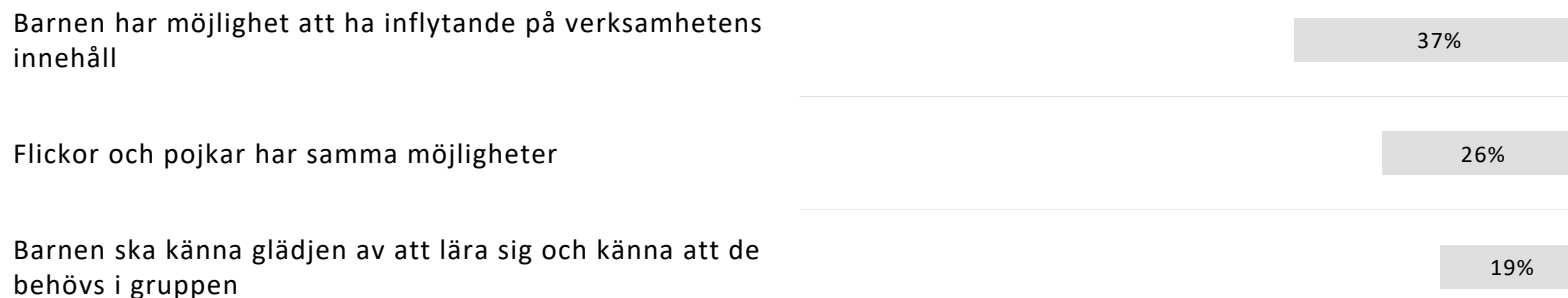 Barnen har möjlighet att ha inflytande på verksamhetens
innehåll
37%
Flickor och pojkar har samma möjligheter
26%
Barnen ska känna glädjen av att lära sig och känna att de
behövs i gruppen
19%